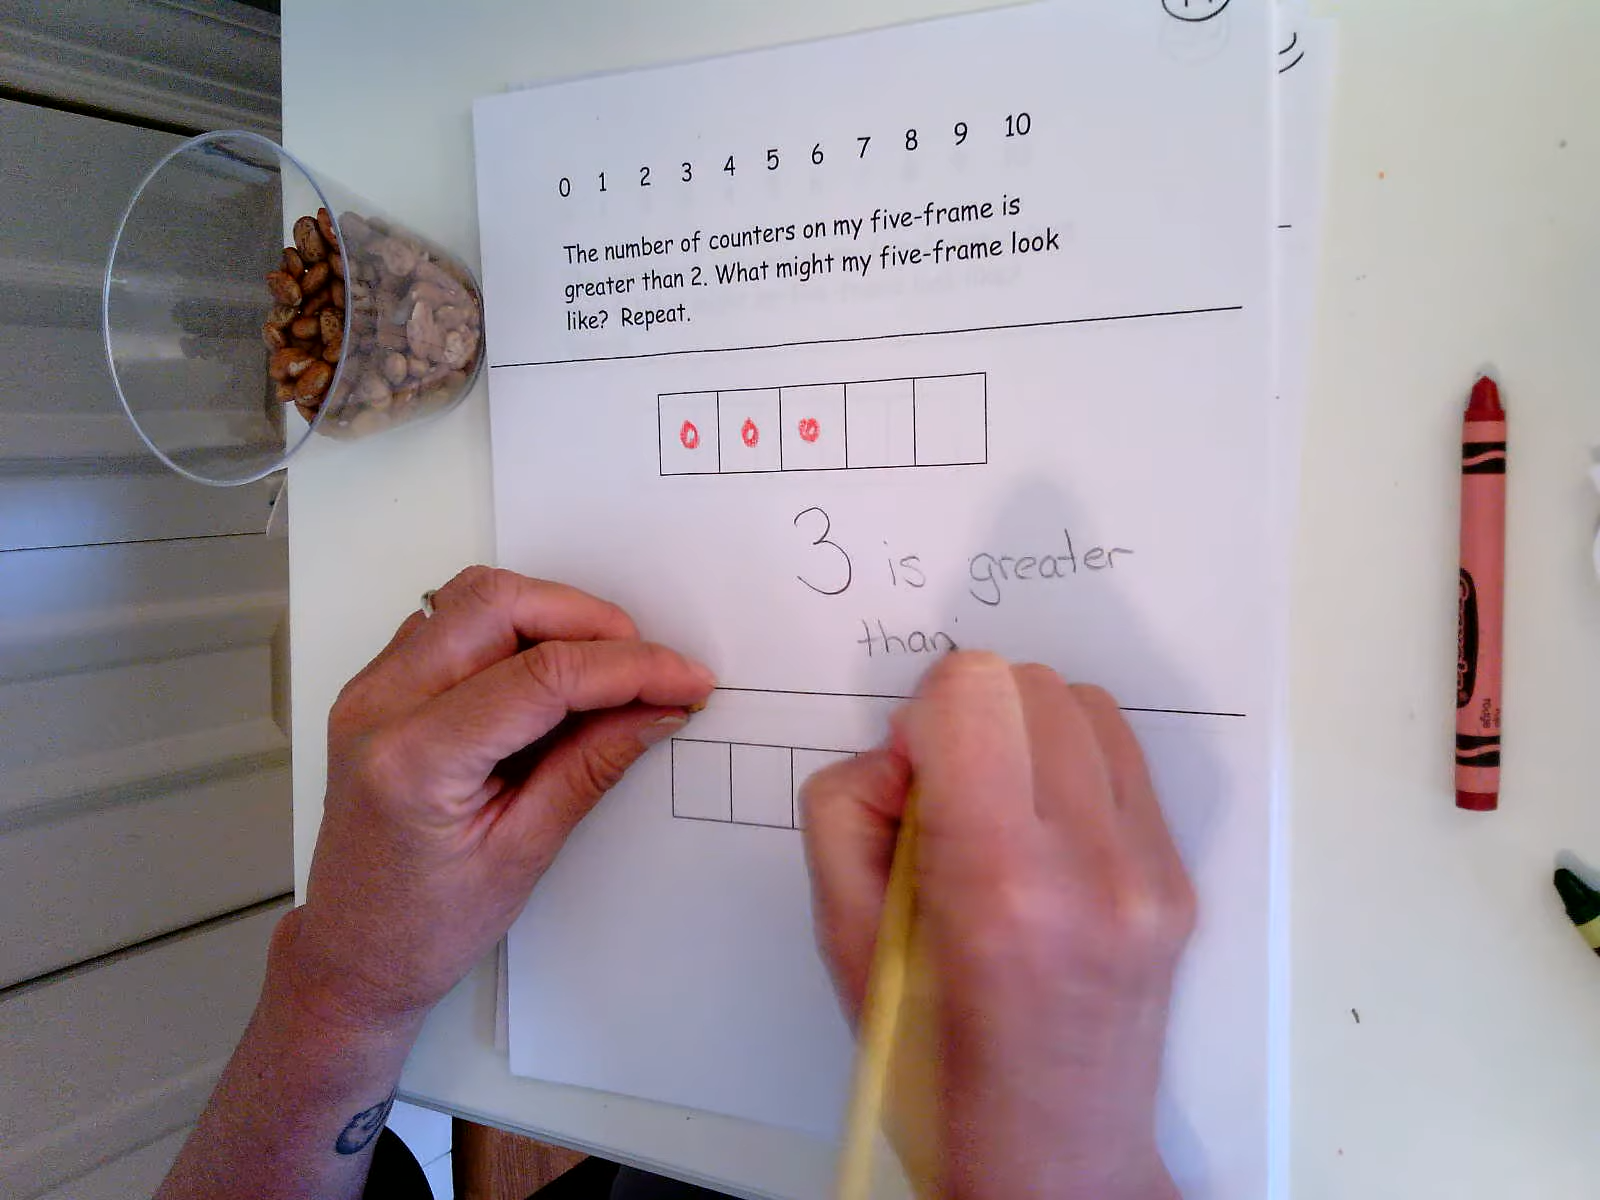 0 1 2 3 4 5 6 7 8 9 10
The number of counters on my five-frame is
greater than 2. What might my five-frame look
like? Repeat.
3 is greater
than
Crayola